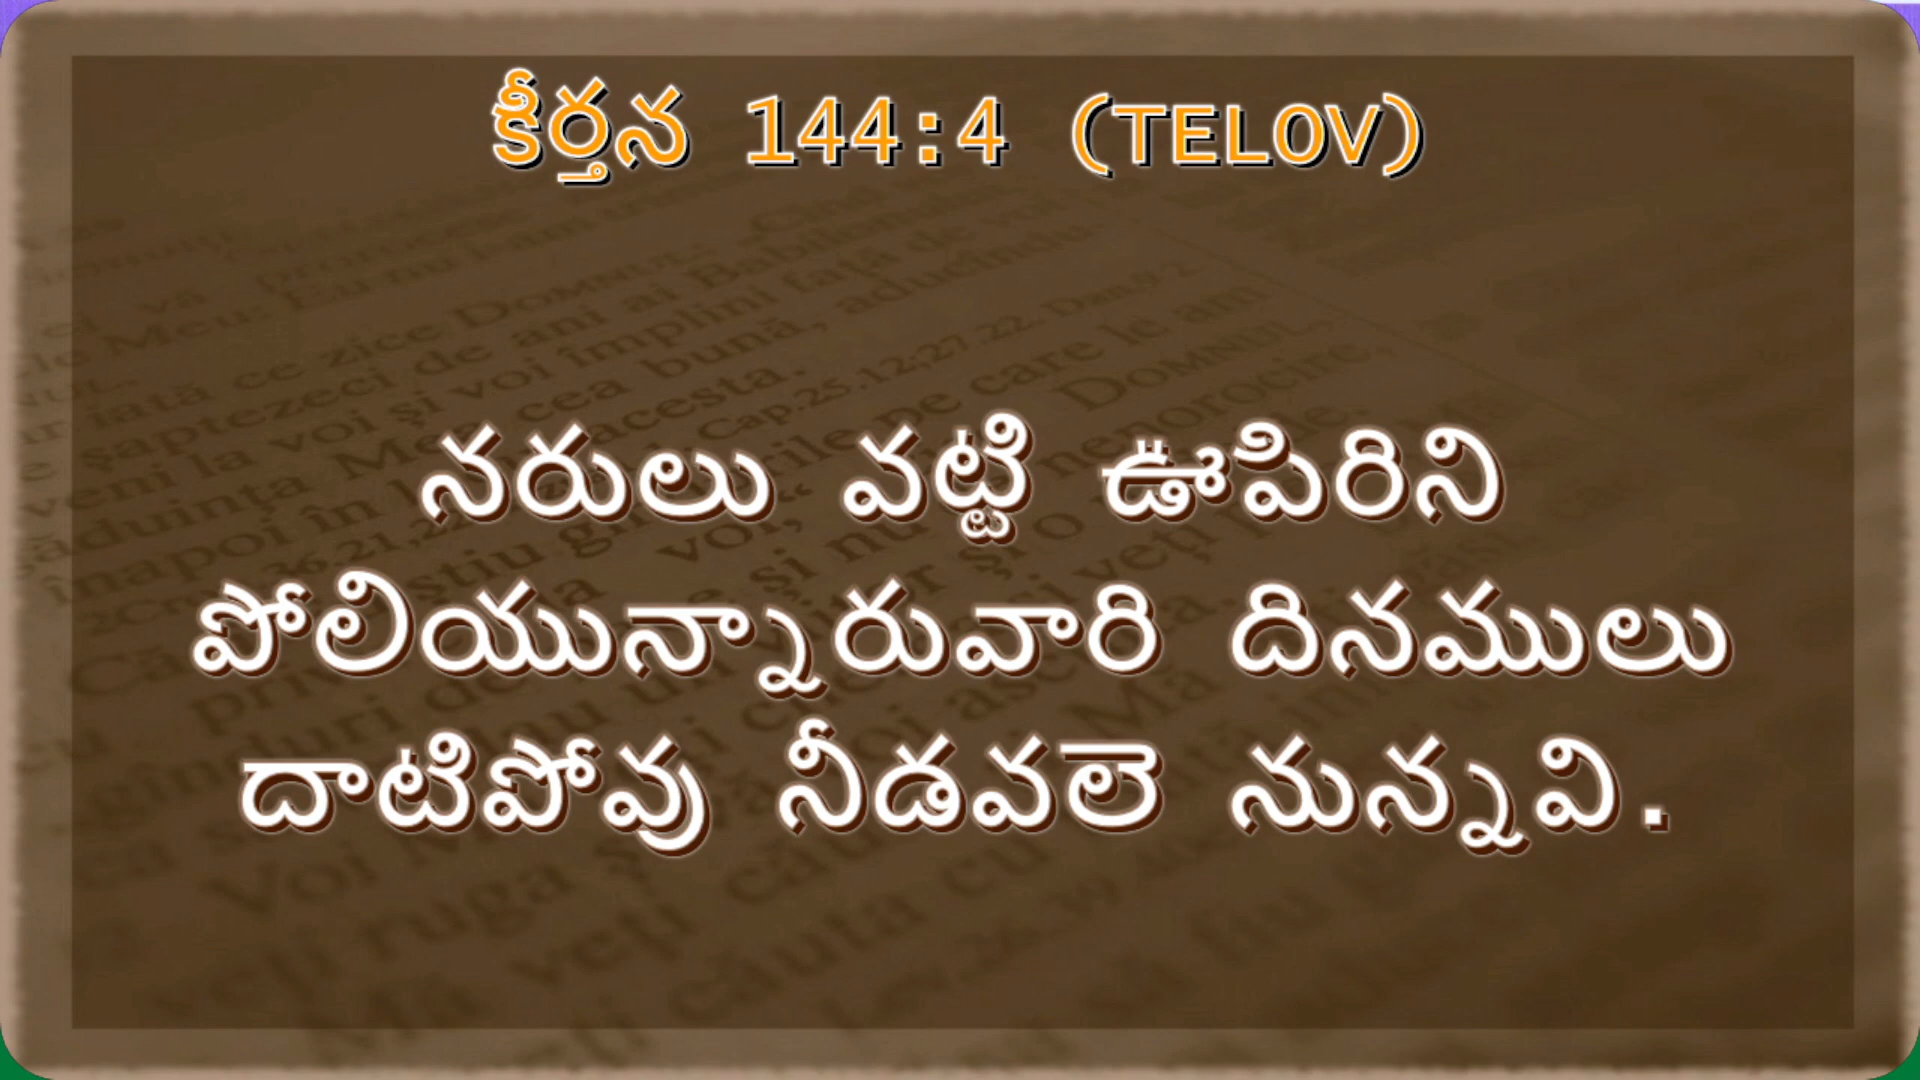 కీర్తన 144:4 (TELOV)
నరులు వట్టి ఊపిరిని
పోలియున్నారువారి దినములు
దాటిపోవు నీడవలె నున్నవి.